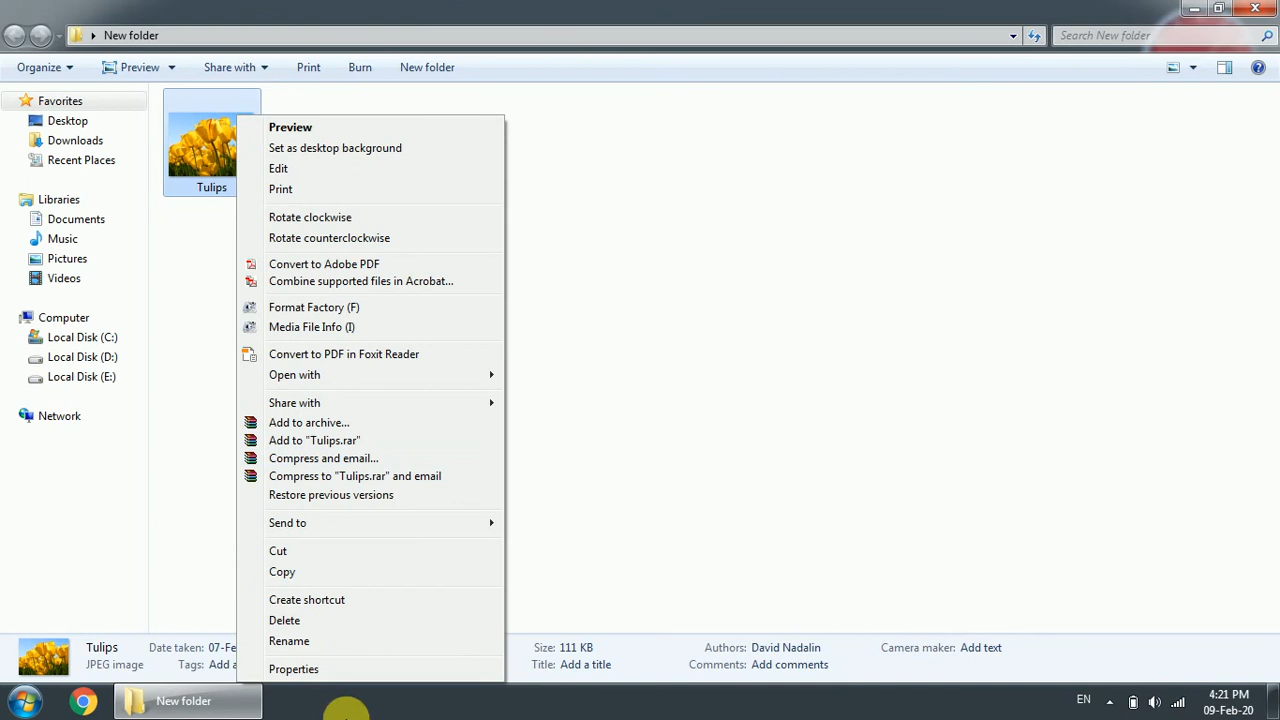 New folder
Search New folder
Organize Preview Share with Print Burn New folder
Favorites
Desktop
Downloads
Recent Places
Libraries
Documents
Music
Pictures
Videos
Computer
Local Disk (C:)
Local Disk (D:)
Local Disk (E:)
Network
Tulips
Preview
Set as desktop background
Edit
Print
Rotate clockwise
Rotate counterclockwise
Convert to Adobe PDF
Combine supported files in Acrobat...
Format Factory (F)
Media File Info (I)
Convert to PDF in Foxit Reader
Open with
Share with
Add to archive...
Add to "Tulips.rar"
Compress and email...
Compress to "Tulips.rar" and email
Restore previous versions
Send to
Cut
Copy
Create shortcut
Delete
Rename
Properties
Tulips Date taken: 07-Fe Size: 111 KB Authors: David Nadalin Camera maker: Add text
JPEG image Tags: Add a Title: Add a title Comments: Add comments
New folder
EN
4:21 PM
09-Feb-20